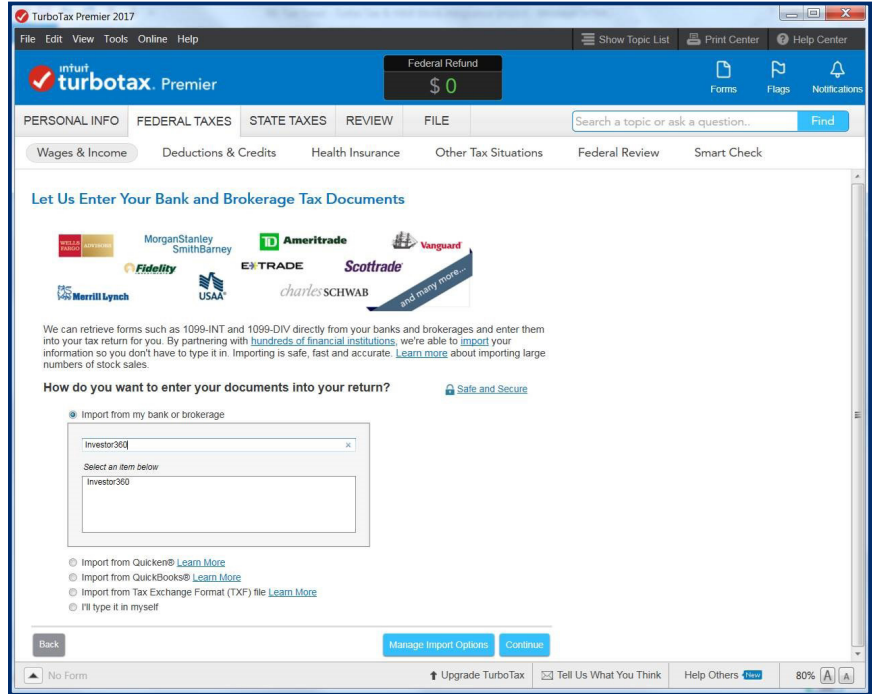 TurboTax Premier 2017
File Edit View Tools Online Help
Show Topic List
Print Center
Help Center
intuit
turbotax. Premier
Federal Refund
$ 0
Forms
Flags
Notifications
PERSONAL INFO
FEDERAL TAXES
STATE TAXES
REVIEW
FILE
Search a topic or ask a question..
Find
Wages & Income
Deductions & Credits
Health Insurance
Other Tax Situations
Federal Review
Smart Check
Let Us Enter Your Bank and Brokerage Tax Documents
WELLS FARGO ADVISORS
MorganStanley
SmithBarney
TD Ameritrade
Vanguard
Fidelity
E*TRADE
Scottrade
Merrill Lynch
USAA
charles SCHWAB
and many more...
We can retrieve forms such as 1099-INT and 1099-DIV directly from your banks and brokerages and enter them
into your tax return for you. By partnering with hundreds of financial institutions, we're able to import your
information so you don't have to type it in. Importing is safe, fast and accurate. Learn more about importing large
numbers of stock sales.
How do you want to enter your documents into your return?
Safe and Secure
Import from my bank or brokerage
Investor360
Select an item below
Investor360
Import from Quicken® Learn More
Import from QuickBooks® Learn More
Import from Tax Exchange Format (TXF) file Learn More
I'll type it in myself
Back
Manage Import Options
Continue
No Form
Upgrade TurboTax
Tell Us What You Think
Help Others New
80% A A